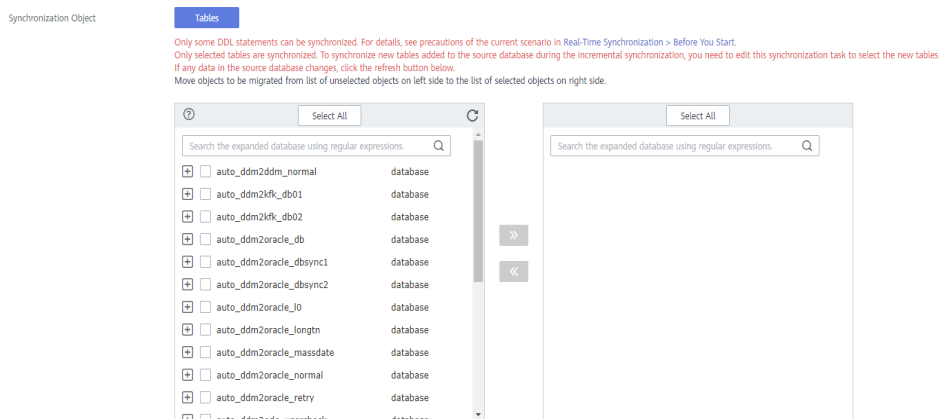 Synchronization Object
Tables
Only some DDL statements can be synchronized. For details, see precautions of the current scenario in Real-Time Synchronization > Before You Start.
Only selected tables are synchronized. To synchronize new tables added to the source database during the incremental synchronization, you need to edit this synchronization task to select the new tables
If any data in the source database changes, click the refresh button below.
Move objects to be migrated from list of unselected objects on left side to the list of selected objects on right side.
Select All
Select All
Search the expanded database using regular expressions.
Search the expanded database using regular expressions.
auto_ddm2ddm_normal database
auto_ddm2kfk_db01 database
auto_ddm2kfk_db02 database
auto_ddm2oracle_db database
auto_ddm2oracle_dbsync1 database
auto_ddm2oracle_dbsync2 database
auto_ddm2oracle_l0 database
auto_ddm2oracle_longtn database
auto_ddm2oracle_massdate database
auto_ddm2oracle_normal database
auto_ddm2oracle_retry database